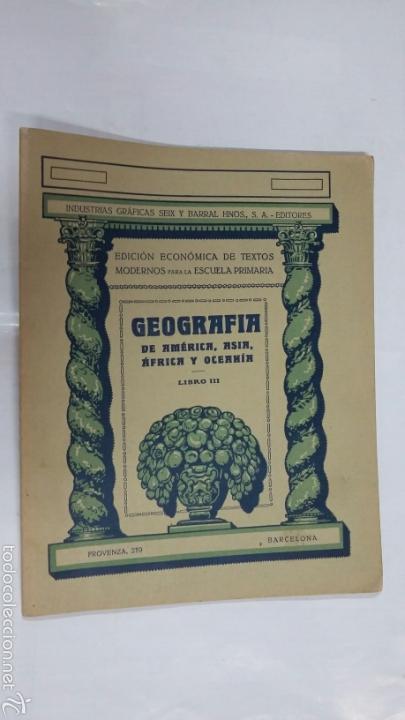 INDUSTRIAS GRÁFICAS SEIX Y BARRAL HNOS., S. A. - EDITORES
EDICIÓN ECONÓMICA DE TEXTOS
MODERNOS PARA LA ESCUELA PRIMARIA
GEOGRAFIA
DE AMÉRICA, ASIA,
ÁFRICA Y OCEANÍA
LIBRO III
PROVENZA, 219
BARCELONA
todocoleccion